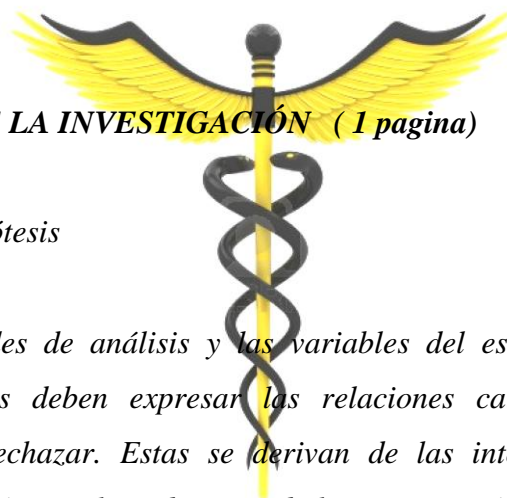 LA INVESTIGACIÓN ( 1 pagina)
ótesis
les de análisis y las variables del es
s deben expresar las relaciones ca
echazar. Estas se derivan de las int